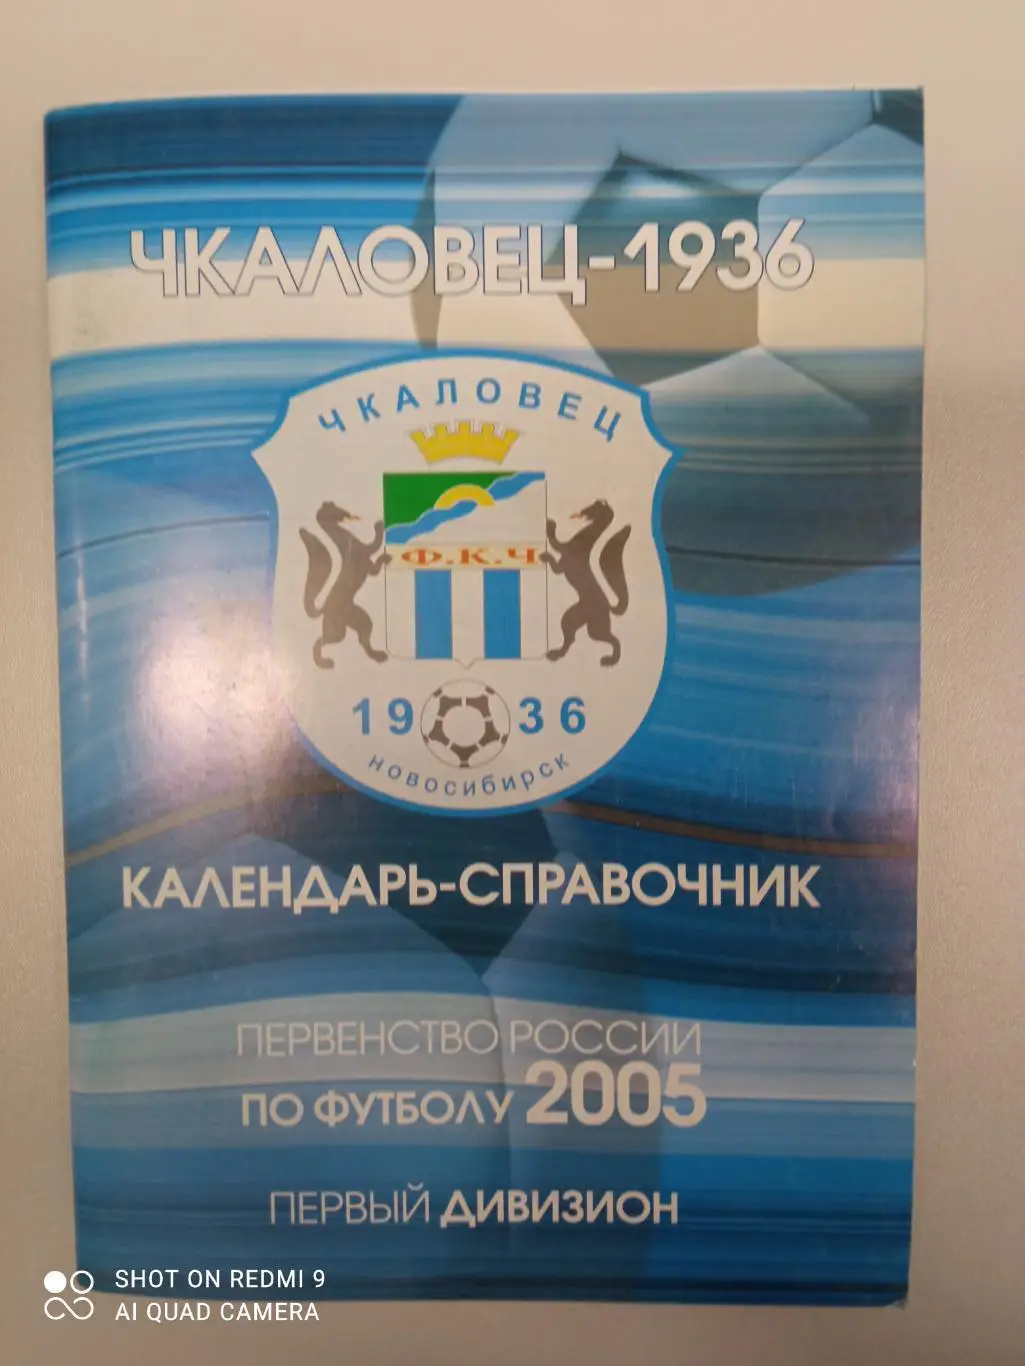 ЧКАЛОВЕЦ-1936
ЧКАЛОВЕЦ
Ф.К.Ч
19 36
НОВОСИБИРСК
КАЛЕНДАРЬ-СПРАВОЧНИК
ПЕРВЕНСТВО РОССИИ
ПО ФУТБОЛУ 2005
ПЕРВЫЙ ДИВИЗИОН
SHOT ON REDMI 9
AI QUAD CAMERA